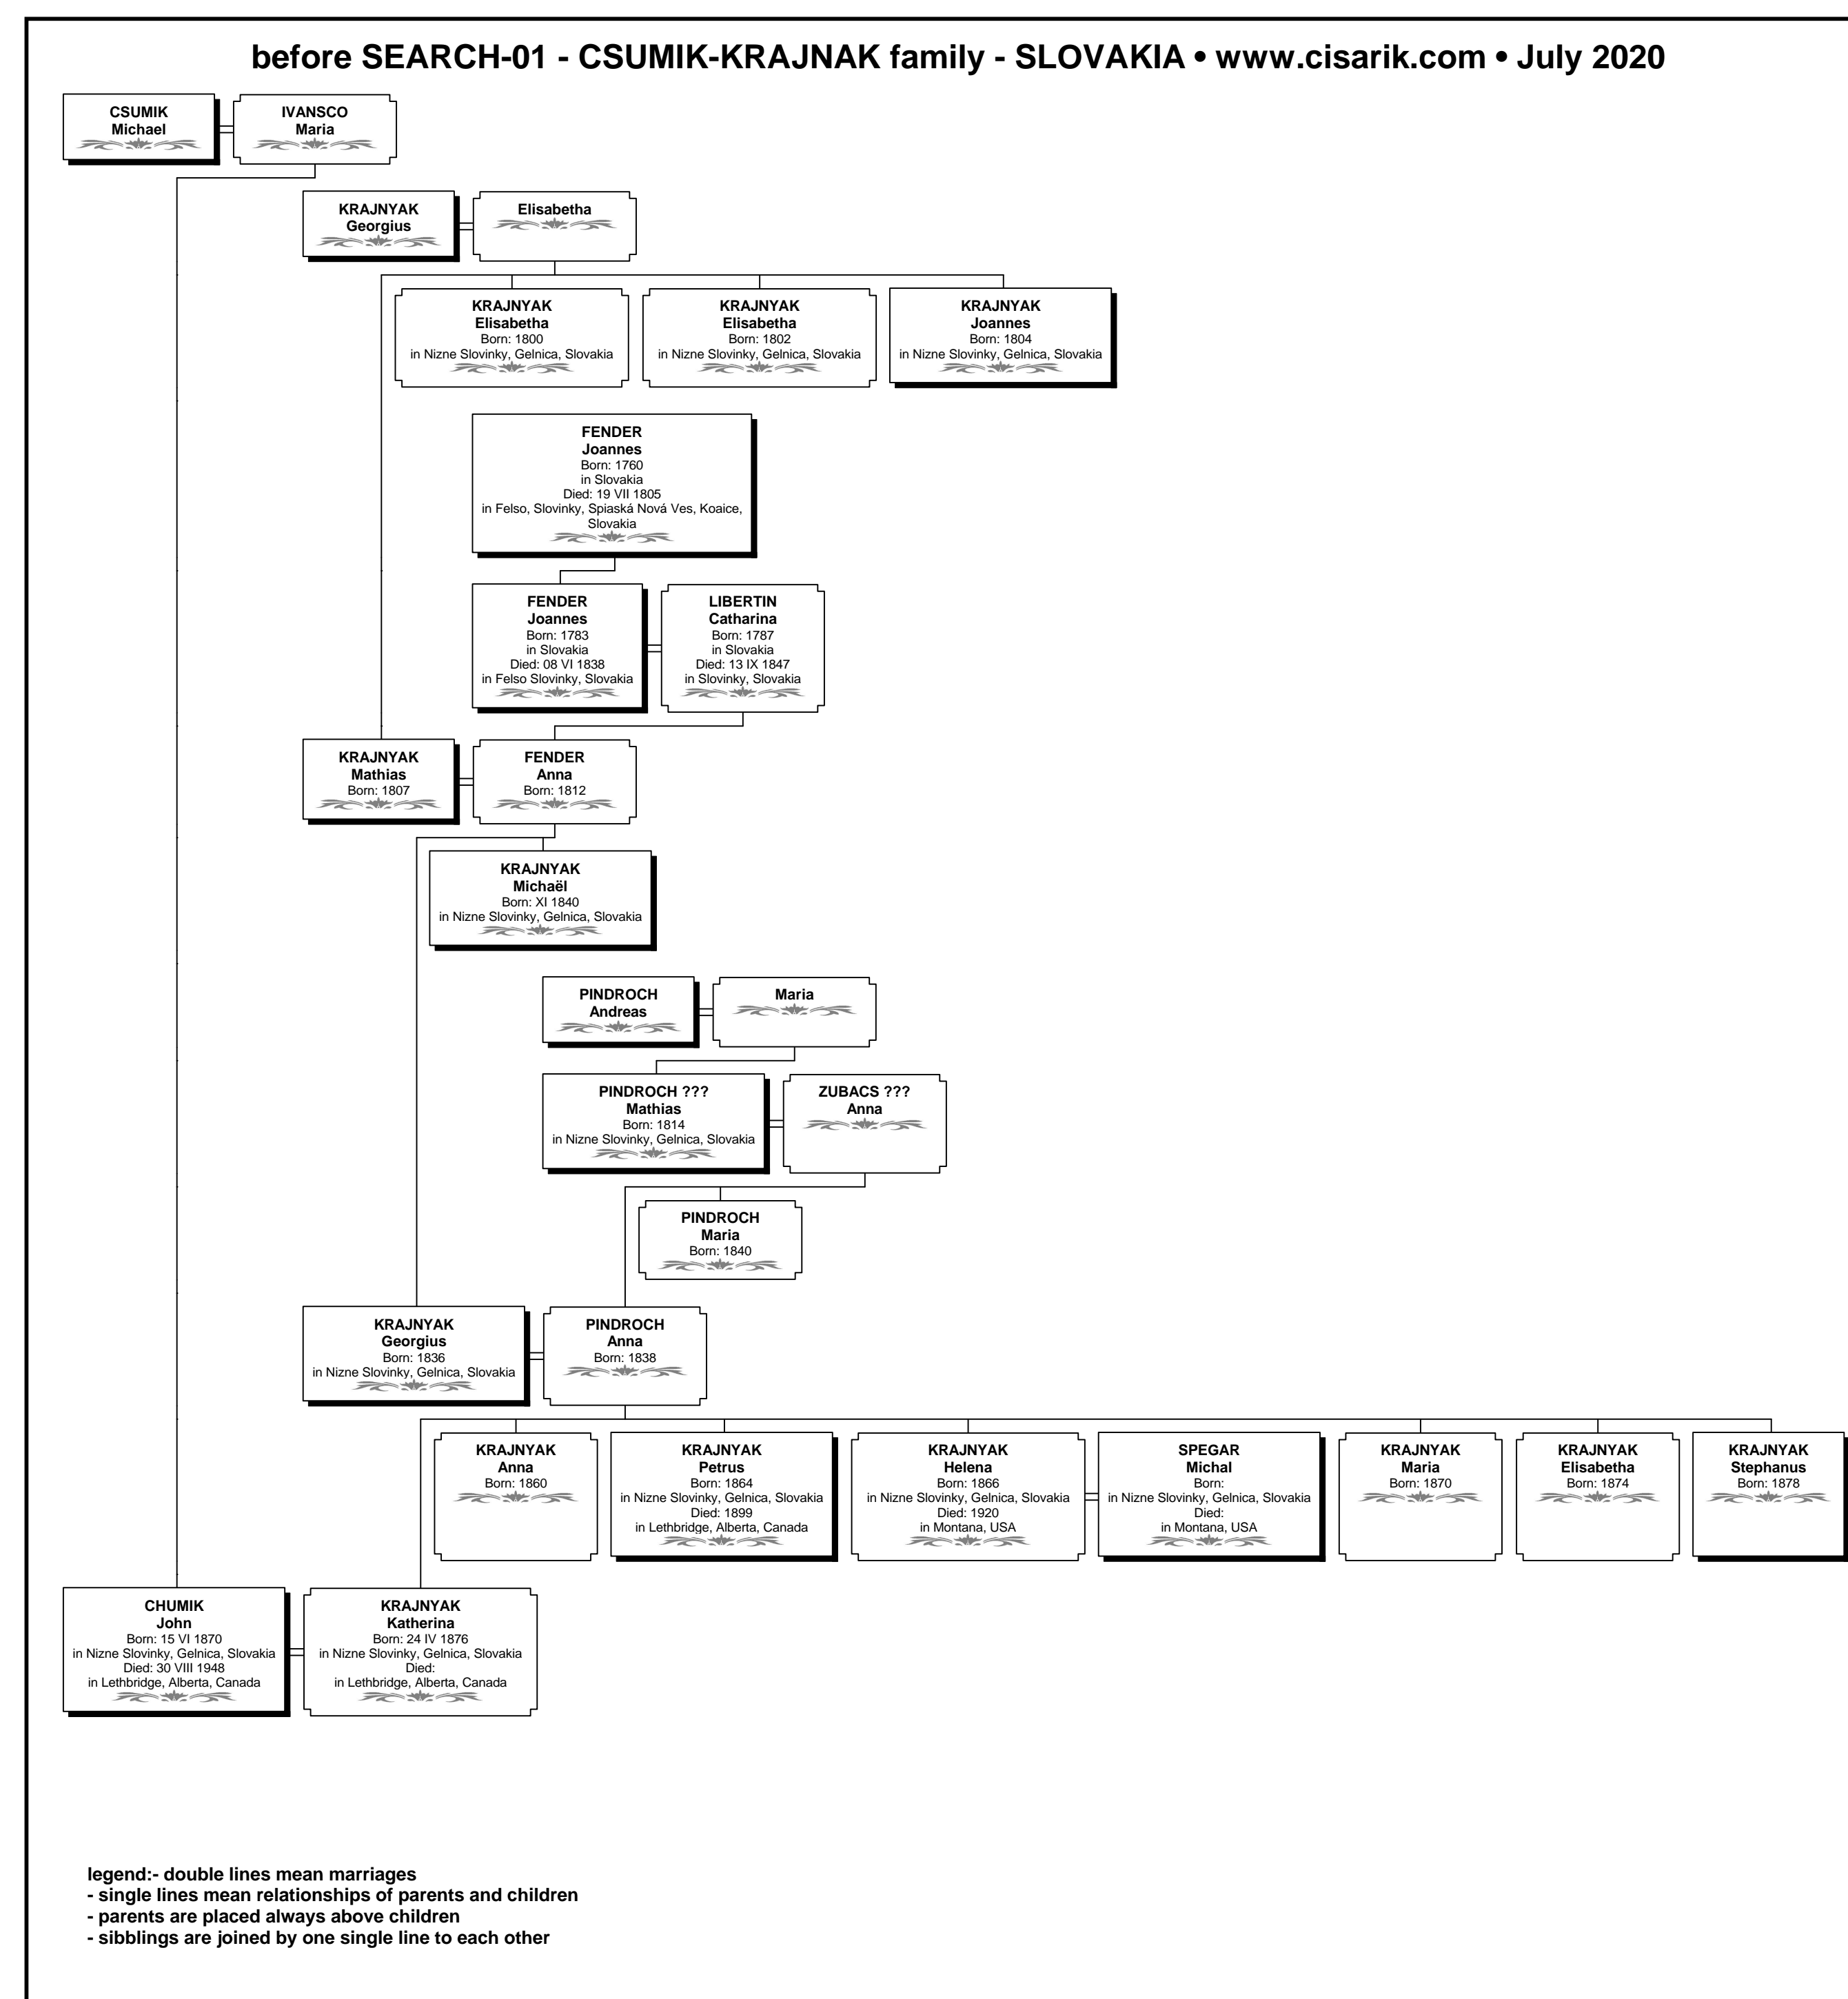 before SEARCH-01 - CSUMIK-KRAJNAK family - SLOVAKIA • www.cisarik.com • July 2020
CSUMIK
Michael
IVANSCO
Maria
KRAJNYAK
Georgius
Elisabetha
KRAJNYAK
Elisabetha
Born: 1800
in Nizne Slovinky, Gelnica, Slovakia
KRAJNYAK
Elisabetha
Born: 1802
in Nizne Slovinky, Gelnica, Slovakia
KRAJNYAK
Joannes
Born: 1804
in Nizne Slovinky, Gelnica, Slovakia
FENDER
Joannes
Born: 1760
in Slovakia
Died: 19 VII 1805
in Felso, Slovinky, Spiaská Nová Ves, Koaice,
Slovakia
FENDER
Joannes
Born: 1783
in Slovakia
Died: 08 VI 1838
in Felso Slovinky, Slovakia
LIBERTIN
Catharina
Born: 1787
in Slovakia
Died: 13 IX 1847
in Slovinky, Slovakia
KRAJNYAK
Mathias
Born: 1807
FENDER
Anna
Born: 1812
KRAJNYAK
Michaël
Born: XI 1840
in Nizne Slovinky, Gelnica, Slovakia
PINDROCH
Andreas
Maria
PINDROCH ???
Mathias
Born: 1814
in Nizne Slovinky, Gelnica, Slovakia
ZUBACS ???
Anna
PINDROCH
Maria
Born: 1840
KRAJNYAK
Georgius
Born: 1836
in Nizne Slovinky, Gelnica, Slovakia
PINDROCH
Anna
Born: 1838
KRAJNYAK
Anna
Born: 1860
KRAJNYAK
Petrus
Born: 1864
in Nizne Slovinky, Gelnica, Slovakia
Died: 1899
in Lethbridge, Alberta, Canada
KRAJNYAK
Helena
Born: 1866
in Nizne Slovinky, Gelnica, Slovakia
Died: 1920
in Montana, USA
SPEGAR
Michal
Born:
in Nizne Slovinky, Gelnica, Slovakia
Died:
in Montana, USA
KRAJNYAK
Maria
Born: 1870
KRAJNYAK
Elisabetha
Born: 1874
KRAJNYAK
Stephanus
Born: 1878
CHUMIK
John
Born: 15 VI 1870
in Nizne Slovinky, Gelnica, Slovakia
Died: 30 VIII 1948
in Lethbridge, Alberta, Canada
KRAJNYAK
Katherina
Born: 24 IV 1876
in Nizne Slovinky, Gelnica, Slovakia
Died:
in Lethbridge, Alberta, Canada
legend:- double lines mean marriages
- single lines mean relationships of parents and children
- parents are placed always above children
- sibblings are joined by one single line to each other